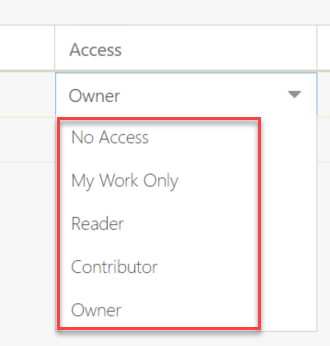 Access
Owner
No Access
My Work Only
Reader
Contributor
Owner